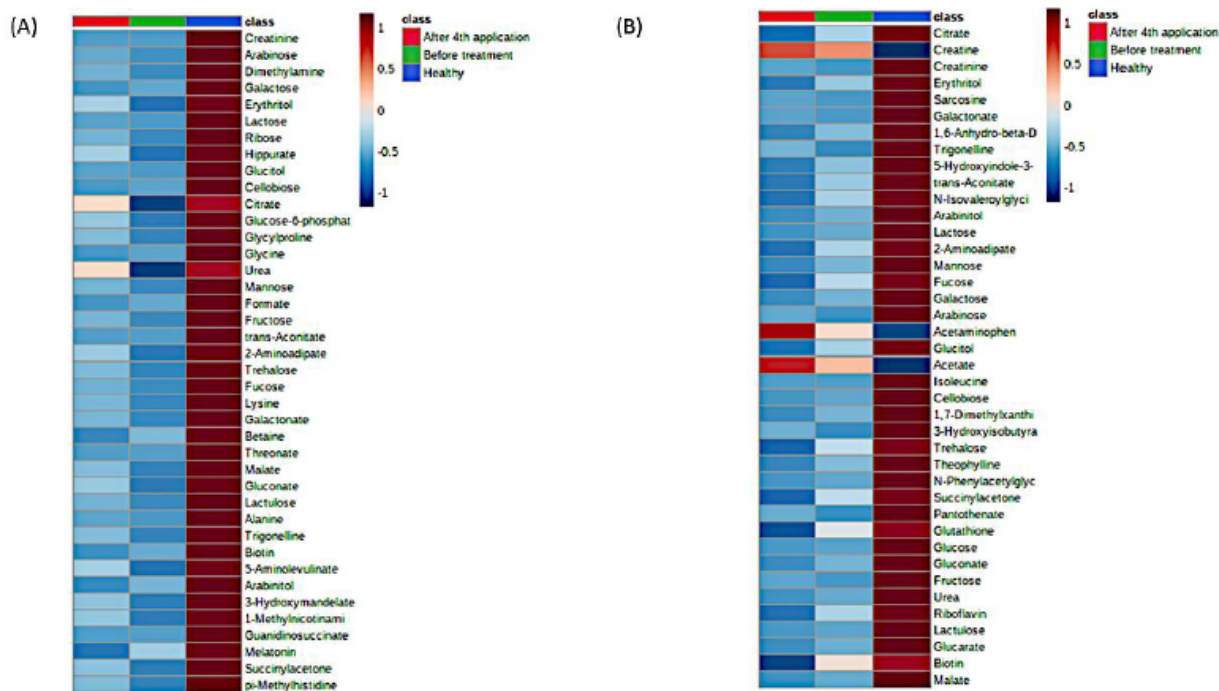 (A)
class
Creatinine
Arabinose
Dimethylamine
Galactose
Erythritol
Lactose
Ribose
Hippurate
Glucitol
Cellobiose
Citrate
Glucose-6-phosphat
Glycylproline
Glycine
Urea
Mannose
Formate
Fructose
trans-Aconitate
2-Aminoadipate
Trehalose
Fucose
Lysine
Galactonate
Betaine
Threonate
Malate
Gluconate
Lactulose
Alanine
Trigonelline
Biotin
5-Aminolevulinate
Arabinitol
3-Hydroxymandelate
1-Methylnicotinami
Guanidinosuccinate
Melatonin
Succinylacetone
pi-Methylhistidine
1
0.5
0
-0.5
-1
class
After 4th application
Before treatment
Healthy
(B)
class
Citrate
Creatine
Creatinine
Erythritol
Sarcosine
Galactonate
1,6-Anhydro-beta-D
Trigonelline
5-Hydroxyindole-3-
trans-Aconitate
N-Isovaleroylglyci
Arabinitol
Lactose
2-Aminoadipate
Mannose
Fucose
Galactose
Arabinose
Acetaminophen
Glucitol
Acetate
Isoleucine
Cellobiose
1,7-Dimethylxanthi
3-Hydroxyisobutyra
Trehalose
Theophylline
N-Phenylacetylglyc
Succinylacetone
Pantothenate
Glutathione
Glucose
Gluconate
Fructose
Urea
Riboflavin
Lactulose
Glucarate
Biotin
Malate
1
0.5
0
-0.5
-1
class
After 4th application
Before treatment
Healthy